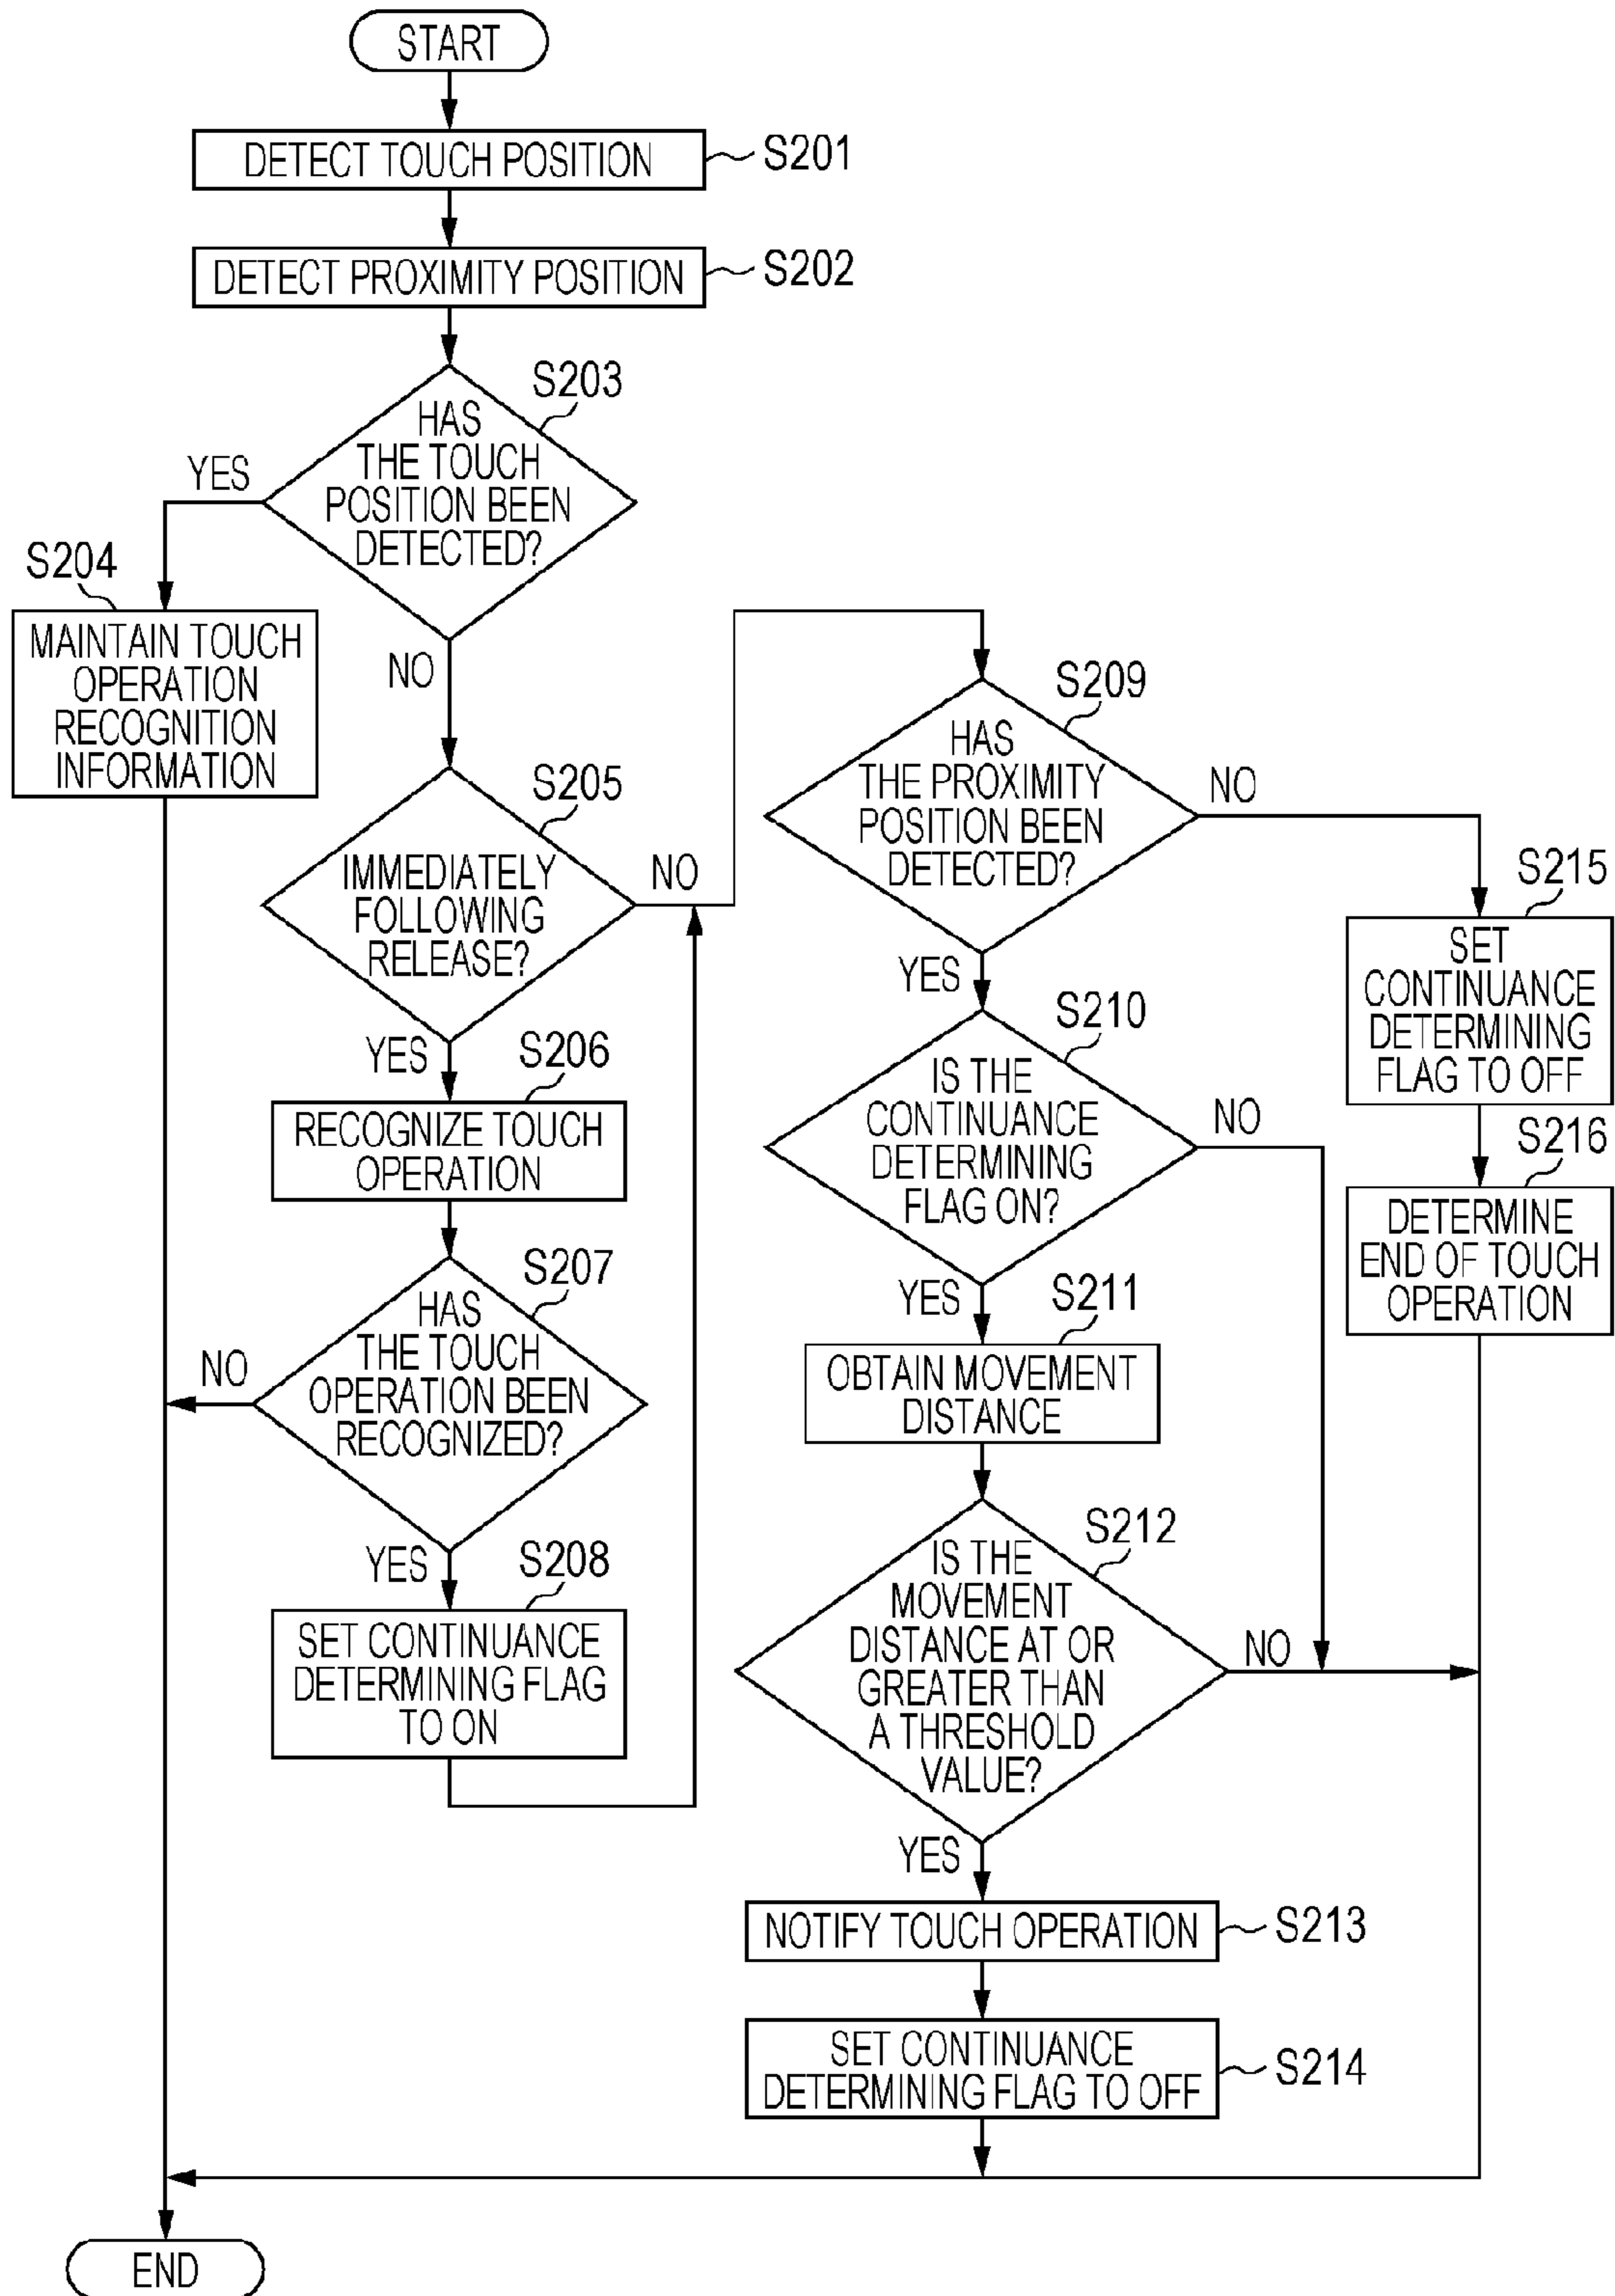 START
DETECT TOUCH POSITION
S201
DETECT PROXIMITY POSITION
S202
S203
HAS
THE TOUCH
POSITION BEEN
DETECTED?
YES
NO
S204
MAINTAIN TOUCH
OPERATION
RECOGNITION
INFORMATION
S205
IMMEDIATELY
FOLLOWING
RELEASE?
NO
YES
S206
RECOGNIZE TOUCH
OPERATION
S207
HAS
THE TOUCH
OPERATION BEEN
RECOGNIZED?
NO
YES
S208
SET CONTINUANCE
DETERMINING FLAG
TO ON
S209
HAS
THE PROXIMITY
POSITION BEEN
DETECTED?
NO
YES
S210
IS THE
CONTINUANCE
DETERMINING
FLAG ON?
NO
YES
S211
OBTAIN MOVEMENT
DISTANCE
S212
IS THE
MOVEMENT
DISTANCE AT OR
GREATER THAN
A THRESHOLD
VALUE?
NO
YES
NOTIFY TOUCH OPERATION
S213
SET CONTINUANCE
DETERMINING FLAG TO OFF
S214
S215
SET
CONTINUANCE
DETERMINING
FLAG TO OFF
S216
DETERMINE
END OF TOUCH
OPERATION
END